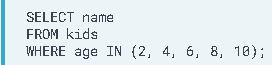 SELECT name
FROM kids
WHERE age IN (2, 4, 6, 8, 10);